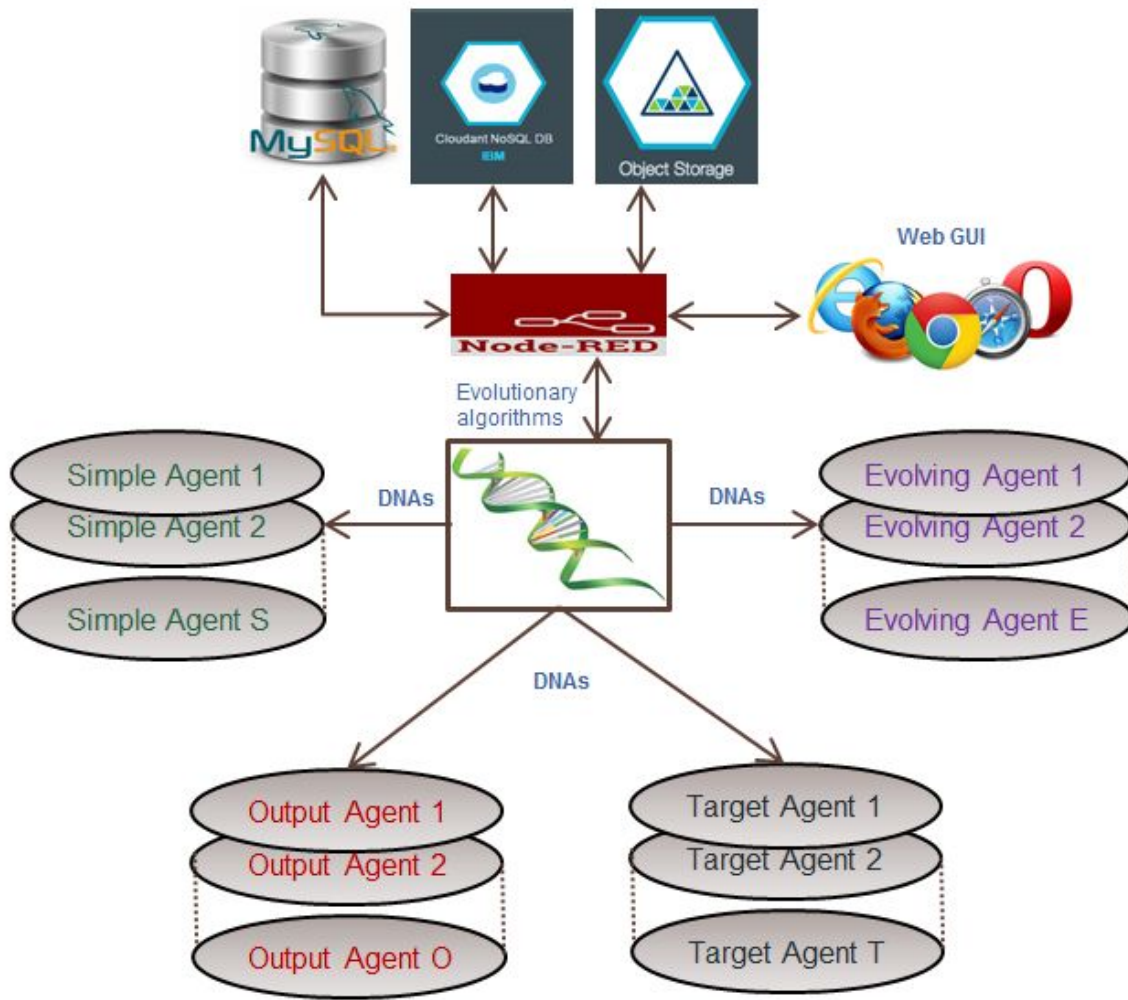 MySQL
Cloudant NoSQL DB
IBM
Object Storage
Web GUI
Node-RED
Evolutionary
algorithms
Simple Agent 1
Simple Agent 2
Simple Agent S
DNAs
DNAs
Evolving Agent 1
Evolving Agent 2
Evolving Agent E
DNAs
Output Agent 1
Output Agent 2
Output Agent O
Target Agent 1
Target Agent 2
Target Agent T